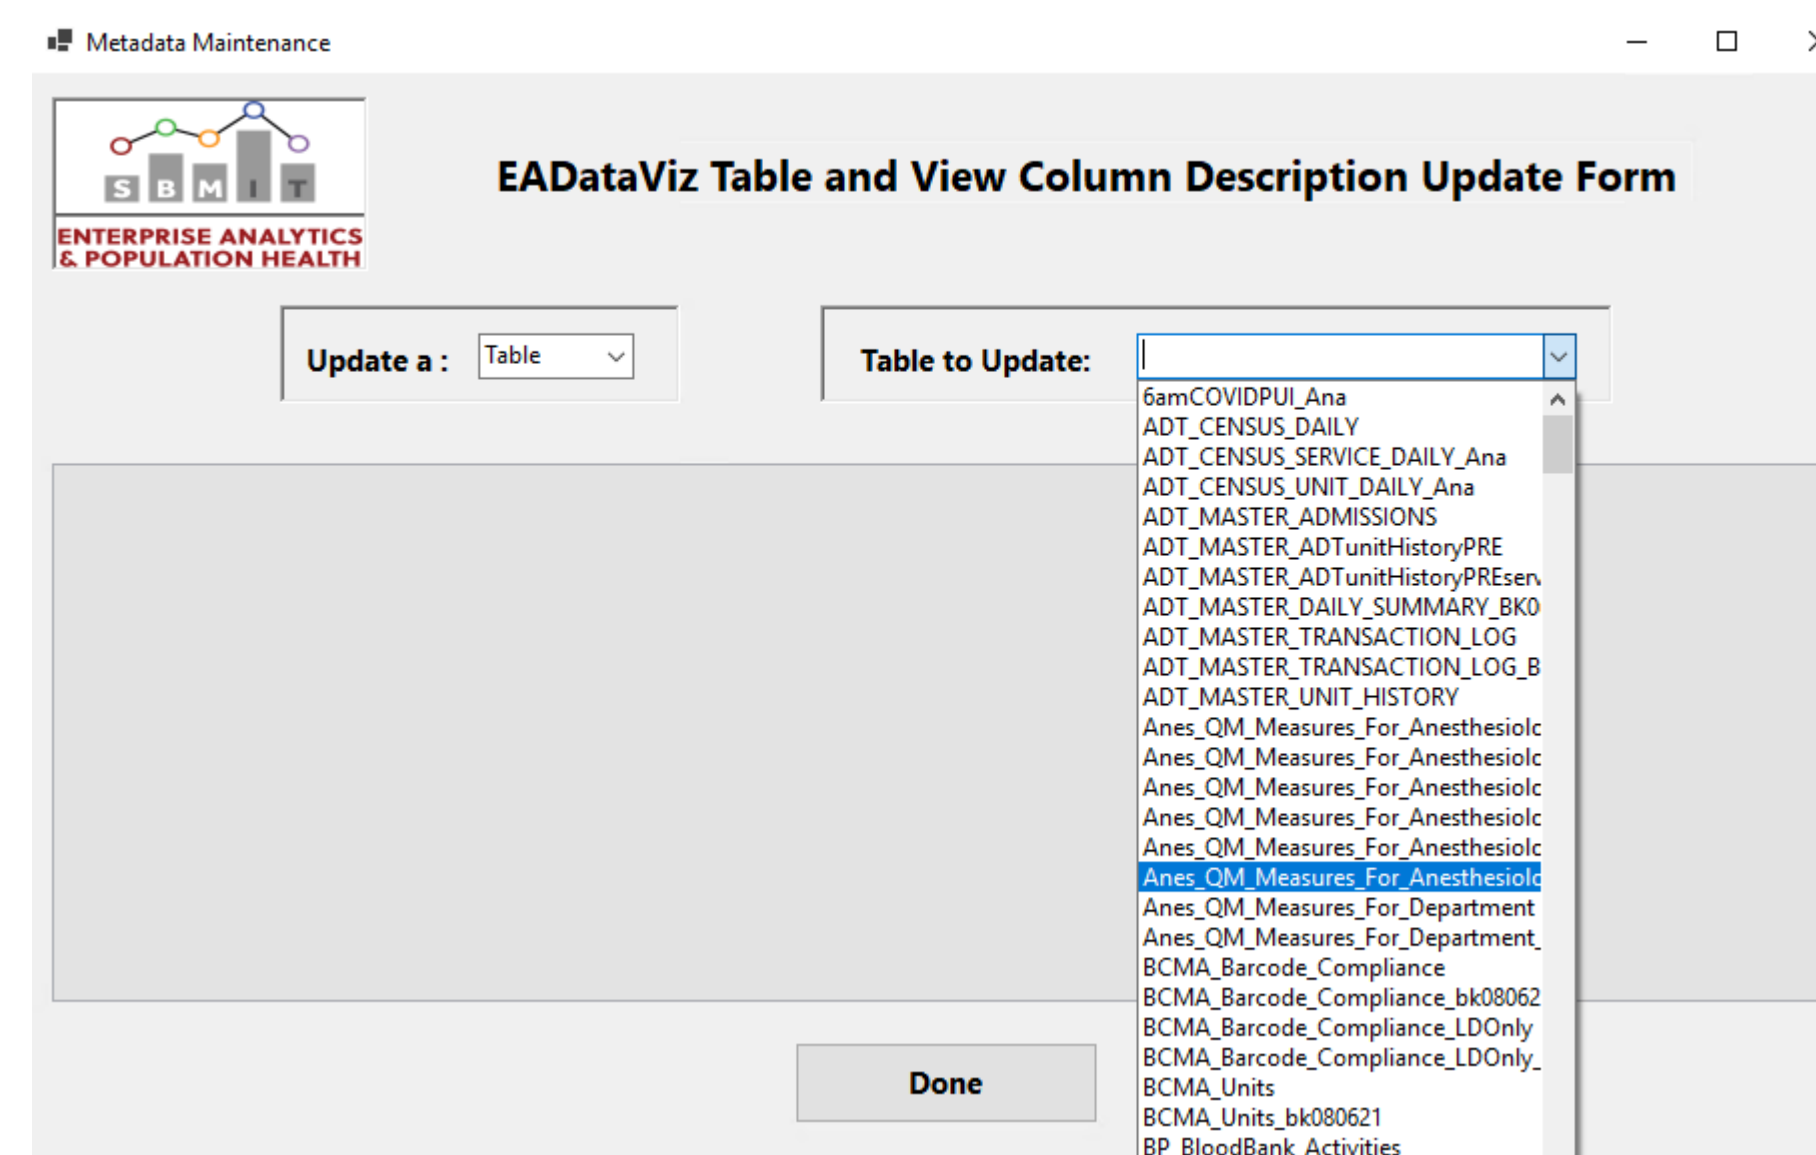 Metadata Maintenance
S B M I T
ENTERPRISE ANALYTICS
& POPULATION HEALTH
EADataViz Table and View Column Description Update Form
Update a : Table
Table to Update:
6amCOVIDPUI_Ana
ADT_CENSUS_DAILY
ADT_CENSUS_SERVICE_DAILY_Ana
ADT_CENSUS_UNIT_DAILY_Ana
ADT_MASTER_ADMISSIONS
ADT_MASTER_ADTunitHistoryPRE
ADT_MASTER_ADTunitHistoryPREserv
ADT_MASTER_DAILY_SUMMARY_BK0
ADT_MASTER_TRANSACTION_LOG
ADT_MASTER_TRANSACTION_LOG_B
ADT_MASTER_UNIT_HISTORY
Anes_QM_Measures_For_Anesthesiolo
Anes_QM_Measures_For_Anesthesiolo
Anes_QM_Measures_For_Anesthesiolo
Anes_QM_Measures_For_Anesthesiolo
Anes_QM_Measures_For_Anesthesiolo
Anes_QM_Measures_For_Anesthesiolo
Anes_QM_Measures_For_Department
Anes_QM_Measures_For_Department_
BCMA_Barcode_Compliance
BCMA_Barcode_Compliance_bk08062
BCMA_Barcode_Compliance_LDOnly
BCMA_Barcode_Compliance_LDOnly_
BCMA_Units
BCMA_Units_bk080621
BP_BloodBank_Activities
Done